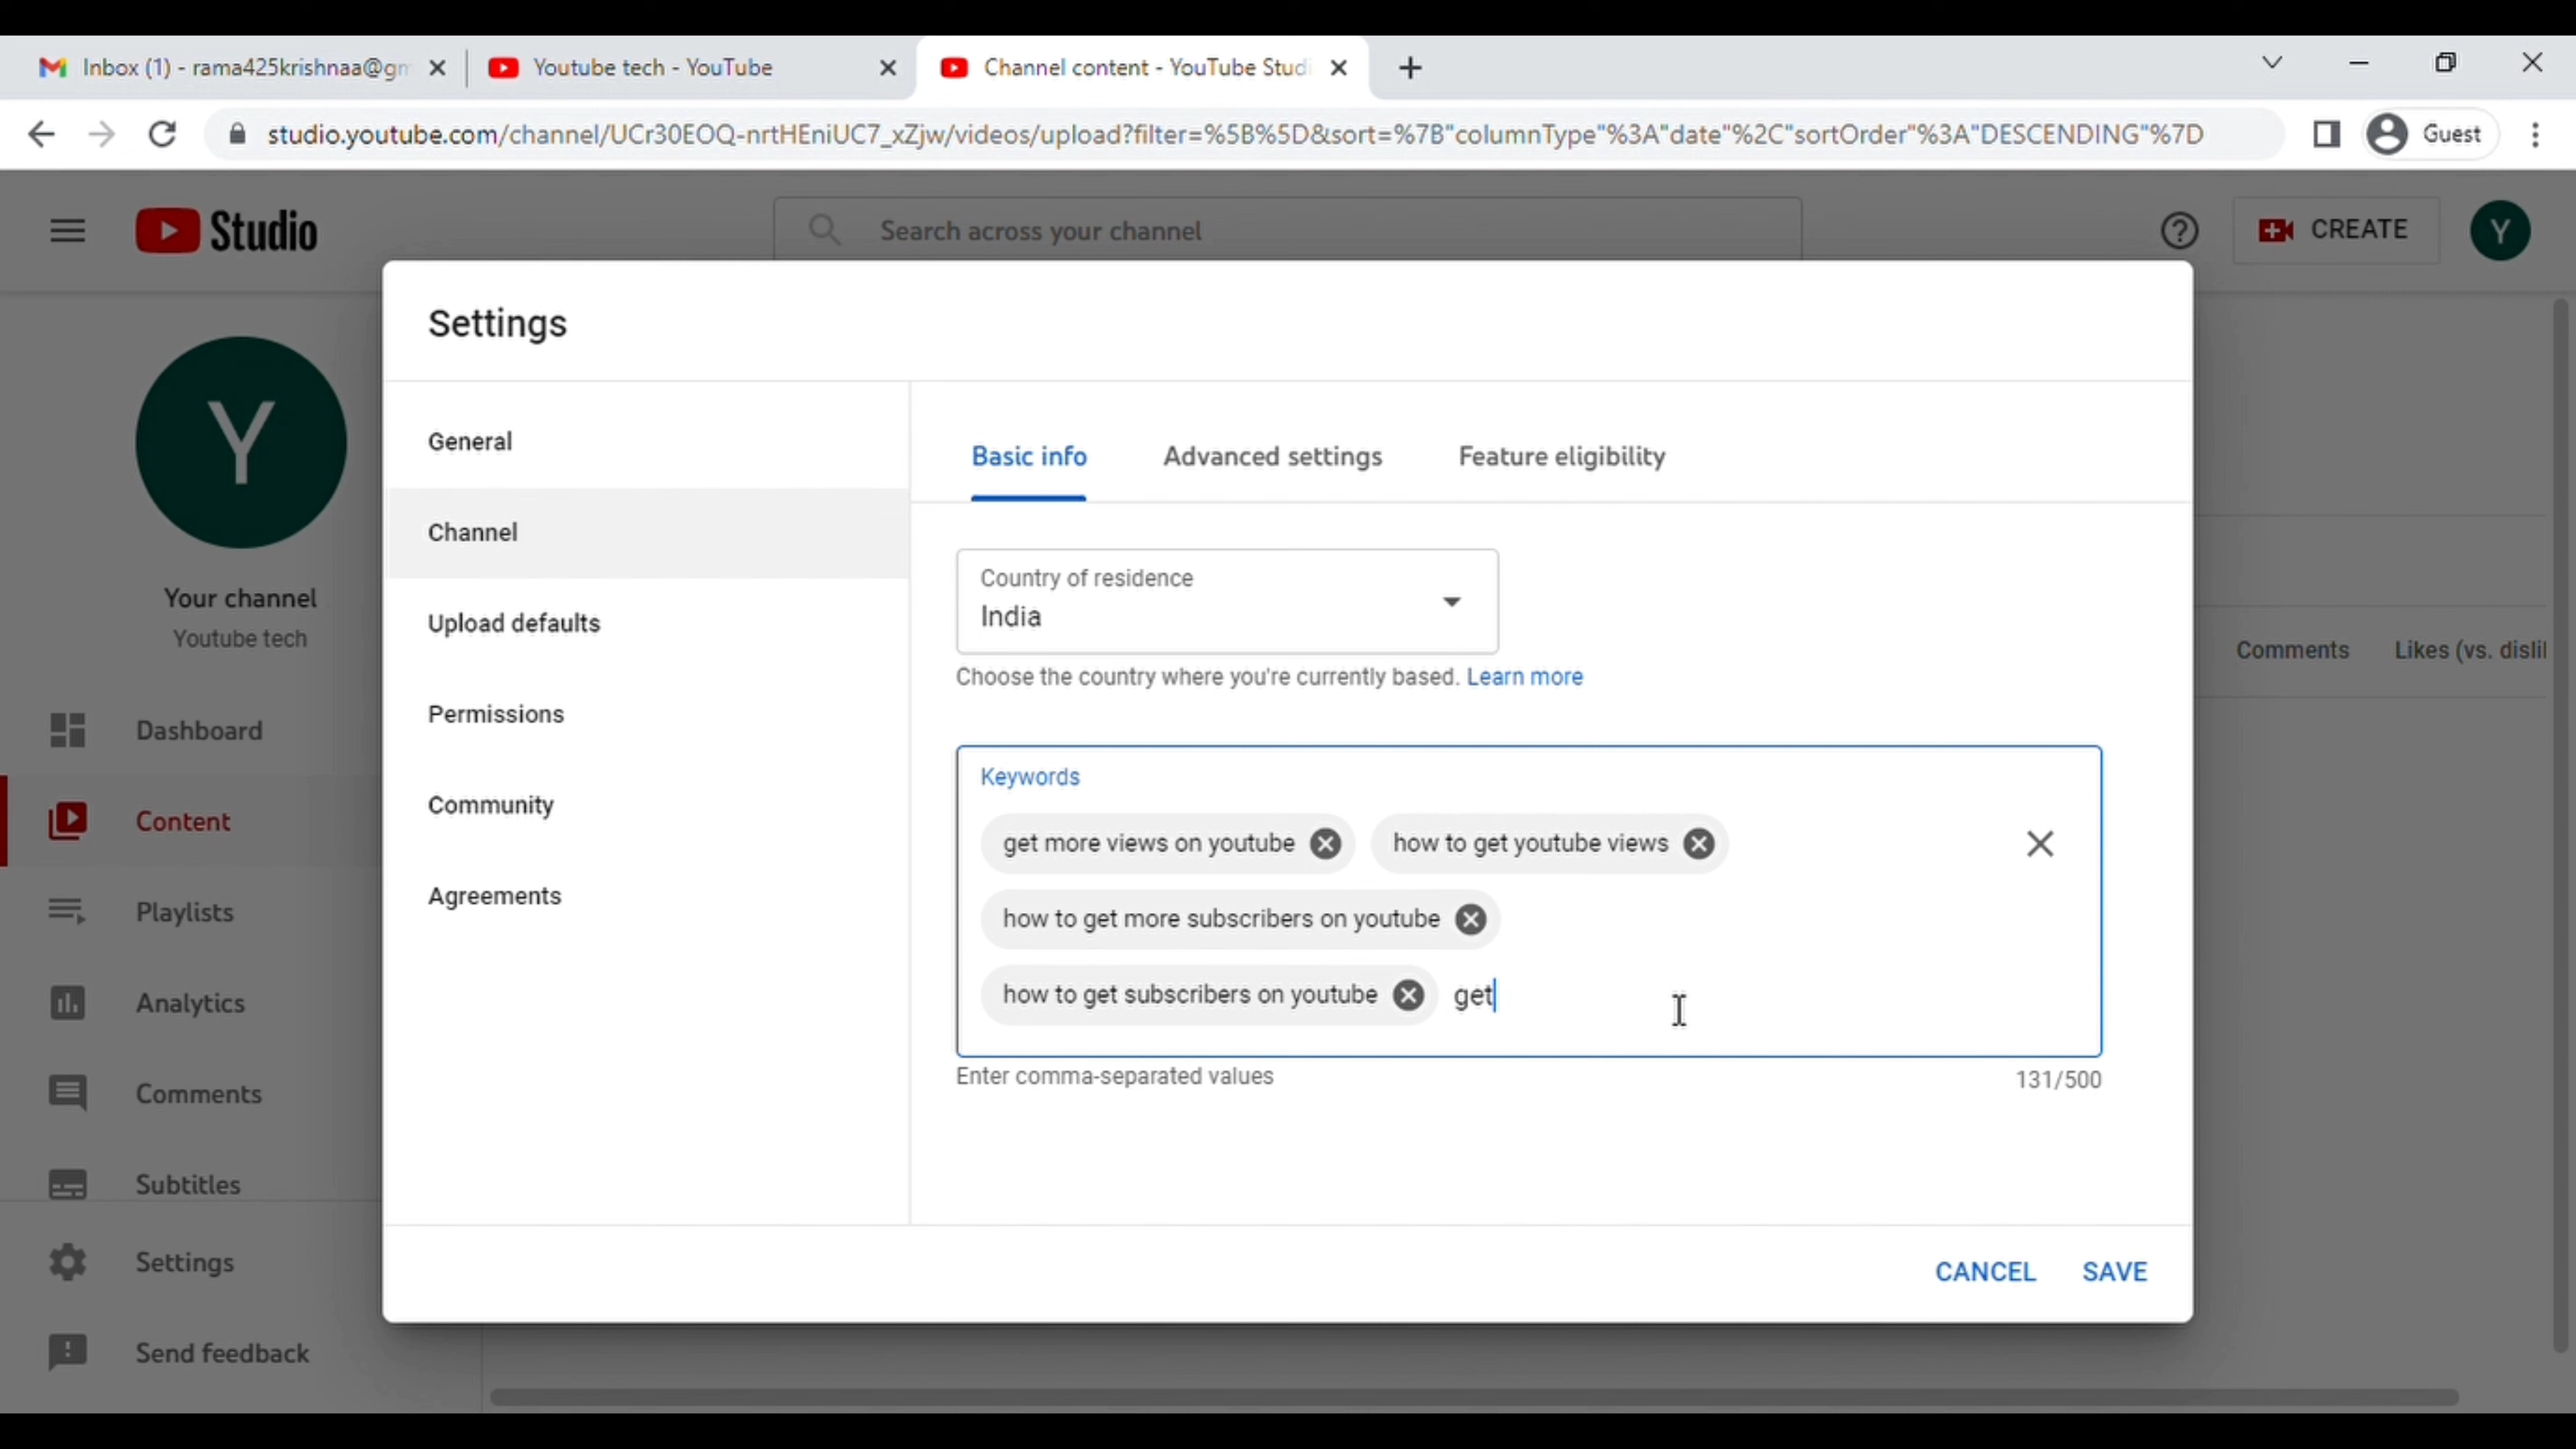 Inbox (1) - rama425krishnaa@gm
Youtube tech - YouTube
Channel content - YouTube Studi
studio.youtube.com/channel/UCr30EOQ-nrtHEniUC7_xZjw/videos/upload?filter=%5B%5D&sort=%7B"columnType"%3A"date"%2C"sortOrder"%3A"DESCENDING"%7D
Guest
Studio
Search across your channel
CREATE
Y
Y
Your channel
Youtube tech
Dashboard
Content
Playlists
Analytics
Comments
Subtitles
Settings
Send feedback
Settings
General
Channel
Upload defaults
Permissions
Community
Agreements
Basic info
Advanced settings
Feature eligibility
Country of residence
India
Choose the country where you're currently based. Learn more
Keywords
get more views on youtube
how to get youtube views
how to get more subscribers on youtube
how to get subscribers on youtube
get
Enter comma-separated values
131/500
CANCEL
SAVE
Comments
Likes (vs. dislik